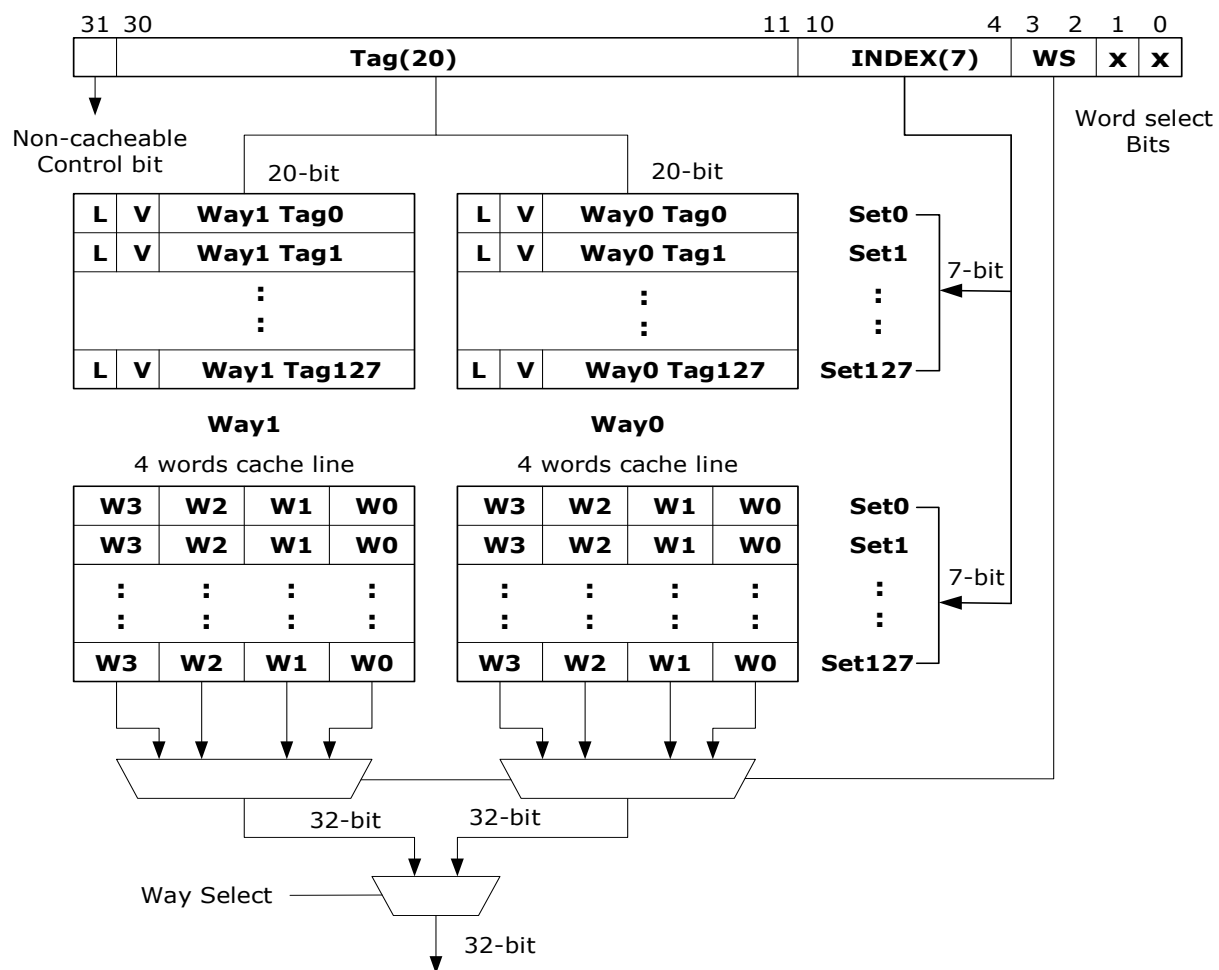 31 30 11 10 4 3 2 1 0
Tag(20) INDEX(7) WS x x
Non-cacheable
Control bit
Word select
Bits
20-bit 20-bit
L V Way1 Tag0 L V Way0 Tag0 Set0
L V Way1 Tag1 L V Way0 Tag1 Set1
7-bit
: : :
: : :
L V Way1 Tag127 L V Way0 Tag127 Set127
Way1 Way0
4 words cache line 4 words cache line
W3 W2 W1 W0 W3 W2 W1 W0 Set0
W3 W2 W1 W0 W3 W2 W1 W0 Set1
7-bit
: : : : : : : : :
: : : : : : : : :
W3 W2 W1 W0 W3 W2 W1 W0 Set127
32-bit 32-bit
Way Select
32-bit